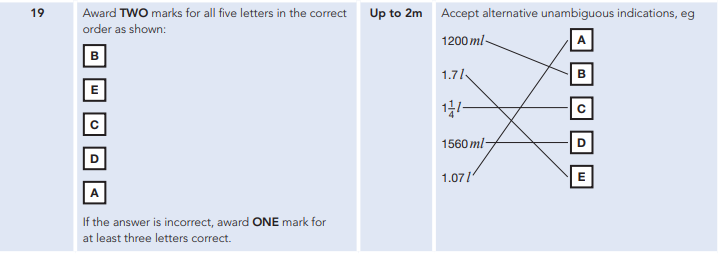 19
Award TWO marks for all five letters in the correct
order as shown:
B
E
C
D
A
If the answer is incorrect, award ONE mark for
at least three letters correct.
Up to 2m
Accept alternative unambiguous indications, eg
1200 ml
A
1.7 l
B
1 1/4 l
C
1560 ml
D
1.07 l
E